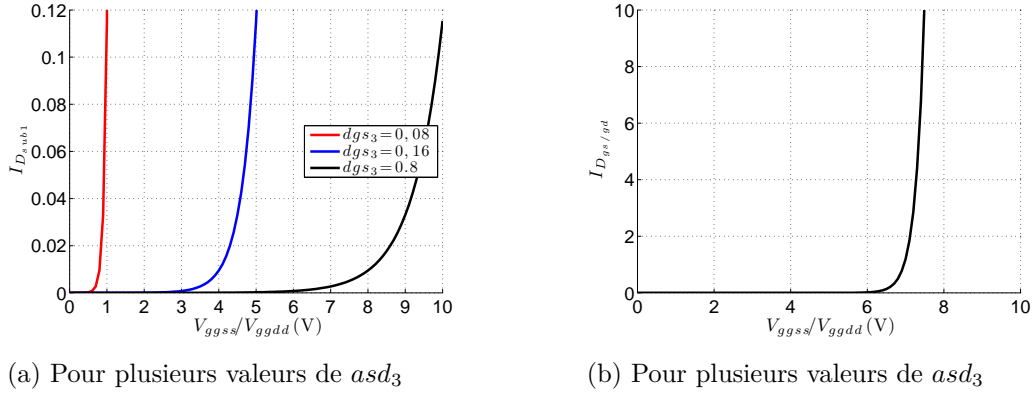 0.12
0.1
0.08
0.06
0.04
0.02
0
I_{D_{sub1}}
0 1 2 3 4 5 6 7 8 9 10
V_{ggss}/V_{ggdd}(V)
dgs_3=0,08
dgs_3=0,16
dgs_3=0.8
(a) Pour plusieurs valeurs de asd_3
10
8
6
4
2
0
I_{D_{gs/gd}}
0 2 4 6 8 10
V_{ggss}/V_{ggdd}(V)
(b) Pour plusieurs valeurs de asd_3